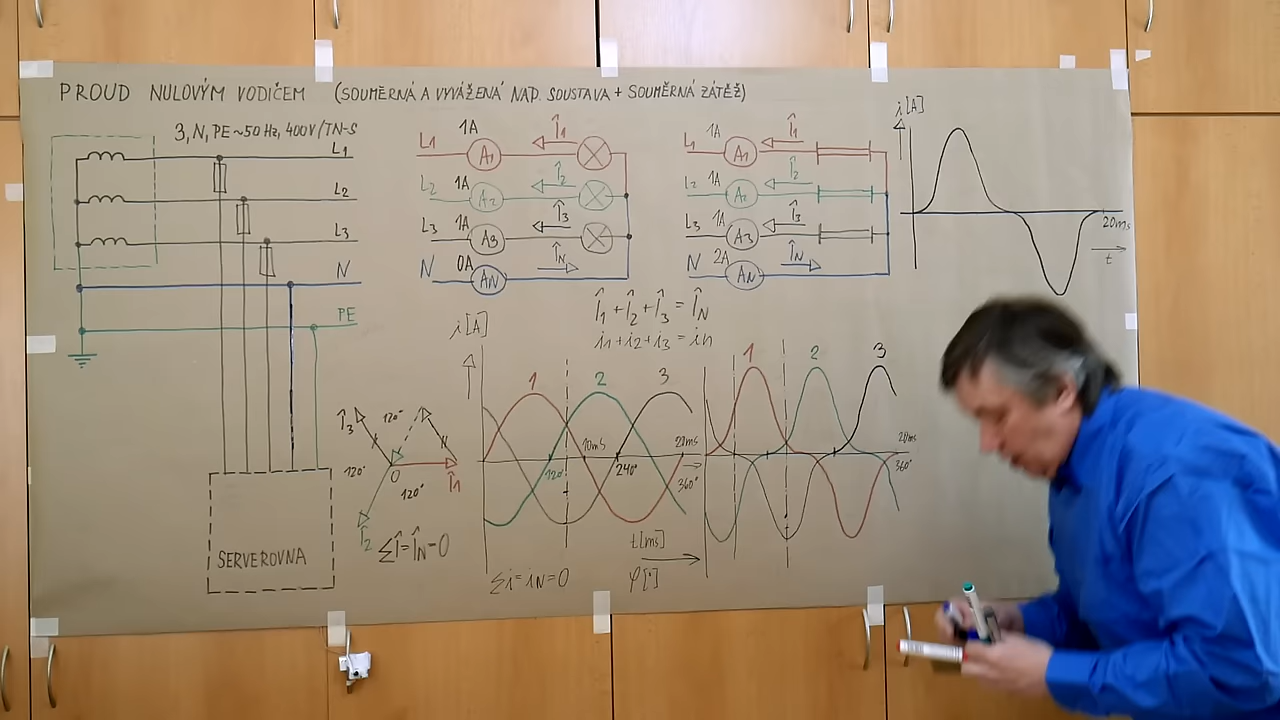 PROUD NULOVÝM VODIČEM (SOUMĚRNÁ A VYVÁŽENÁ NAP. SOUSTAVA + SOUMĚRNÁ ZÁTĚŽ)
3, N, PE ~ 50 Hz, 400V/TN-S
L1
L2
L3
N
PE
SERVEROVNA
L1 1A A1 Î1
L2 1A A2 Î2
L3 1A A3 Î3
N 0A AN ÎN
L1 1A A1 Î1
L2 1A A2 Î2
L3 1A A3 Î3
N 2A AN ÎN
Î1 + Î2 + Î3 = ÎN
i1 + i2 + i3 = in
i [A]
20ms
t
Î3 120°
120° 0 Î1
120°
Î2
ΣÎ = ÎN = 0
i [A]
1 2 3
10ms 20ms
120° 240° 360°
t[ms]
φ[°]
Σi = iN = 0
1 2 3
20ms
360°